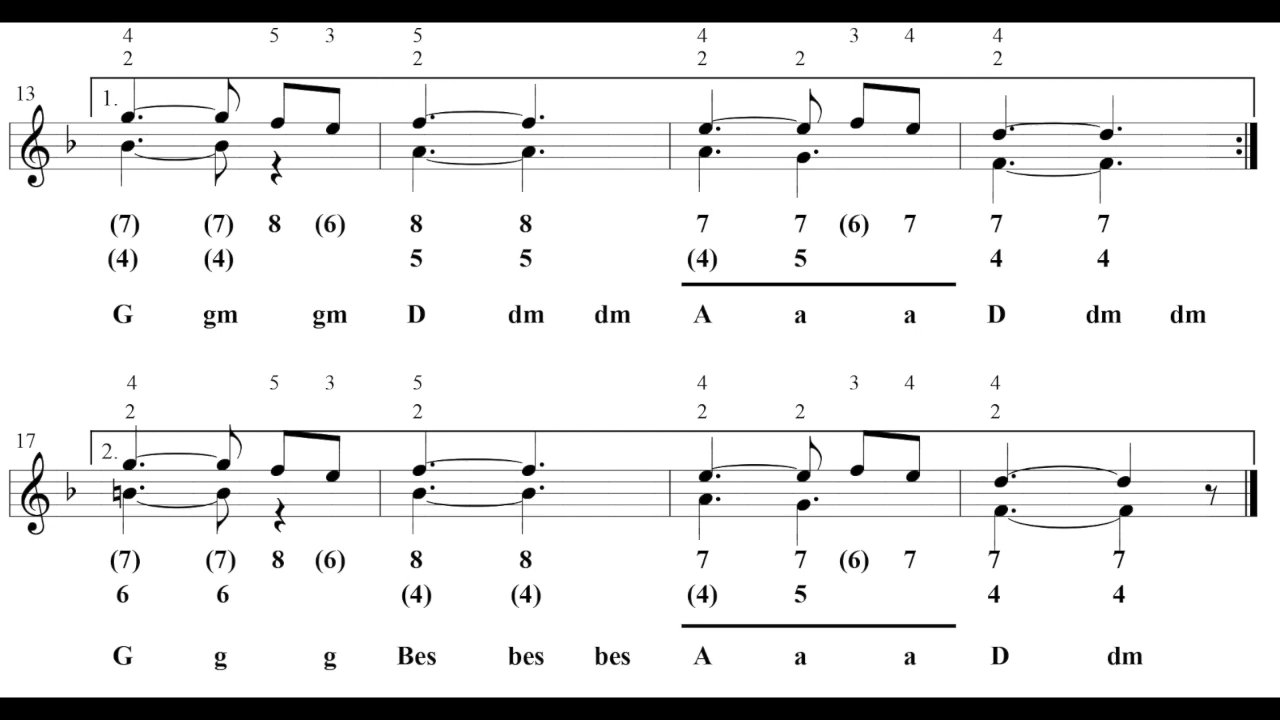 4 5 3 5 4 3 4 4
2 2 2 2 2
13
1.
(7) (7) 8 (6) 8 8 7 7 (6) 7 7 7
(4) (4) 5 5 (4) 5 4 4
G gm gm D dm dm A a a D dm dm
4 5 3 5 4 3 4 4
2 2 2 2 2
17
2.
(7) (7) 8 (6) 8 8 7 7 (6) 7 7 7
6 6 (4) (4) (4) 5 4 4
G g g Bes bes bes A a a D dm